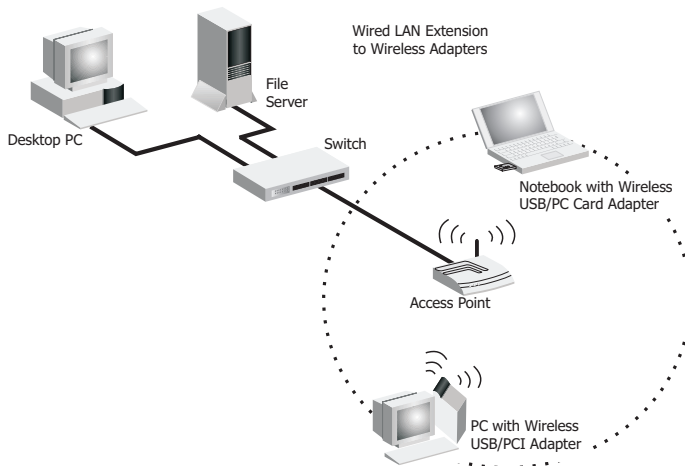 Wired LAN Extension
to Wireless Adapters
File
Server
Desktop PC
Switch
Notebook with Wireless
USB/PC Card Adapter
Access Point
PC with Wireless
USB/PCI Adapter